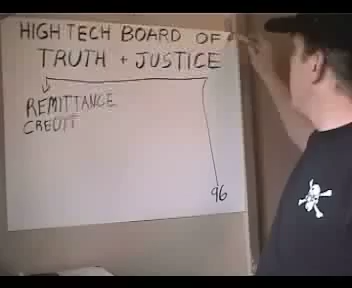 HIGH TECH BOARD OF
TRUTH + JUSTICE
REMITTANCE
CREDIT
96